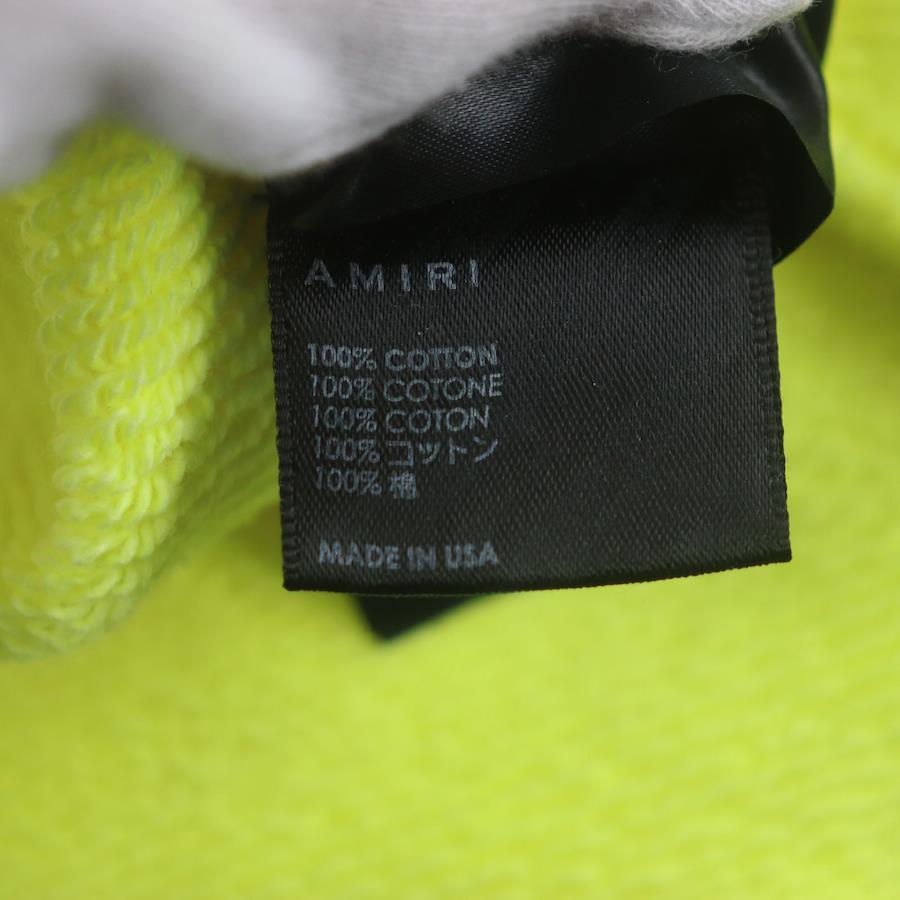 AMIRI
100% COTTON
100% COTONE
100% COTON
100% コットン
100% 棉
MADE IN USA